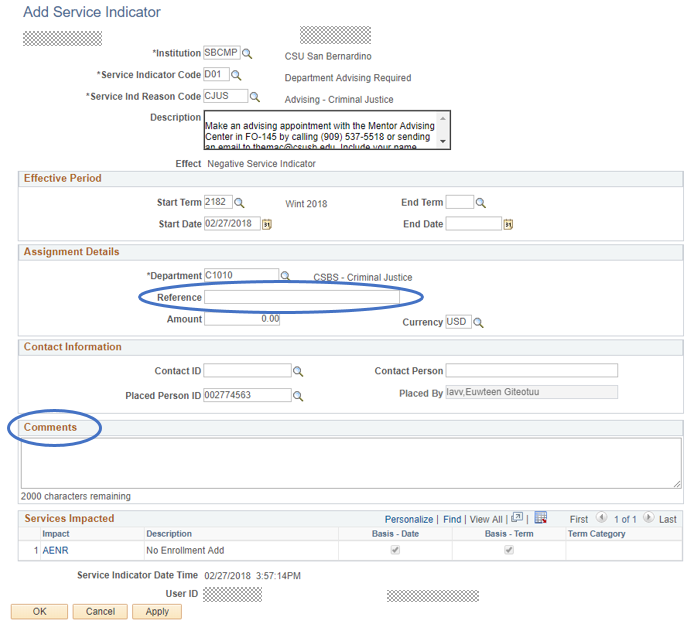 Add Service Indicator
*Institution SBCMP CSU San Bernardino
*Service Indicator Code D01 Department Advising Required
*Service Ind Reason Code CJUS Advising - Criminal Justice
Description
Make an advising appointment with the Mentor Advising
Center in FO-145 by calling (909) 537-5518 or sending
an email to themac@csusb.edu. Include your name,
Effect Negative Service Indicator
Effective Period
Start Term 2182 Wint 2018 End Term
Start Date 02/27/2018 End Date
Assignment Details
*Department C1010 CSBS - Criminal Justice
Reference
Amount 0.00 Currency USD
Contact Information
Contact ID Contact Person
Placed Person ID 002774563 Placed By Iavv,Euwteen Giteotuu
Comments
2000 characters remaining
Services Impacted Personalize | Find | View All | | First 1 of 1 Last
Impact Description Basis - Date Basis - Term Term Category
1 AENR No Enrollment Add
Service Indicator Date Time 02/27/2018 3:57:14PM
User ID
OK Cancel Apply